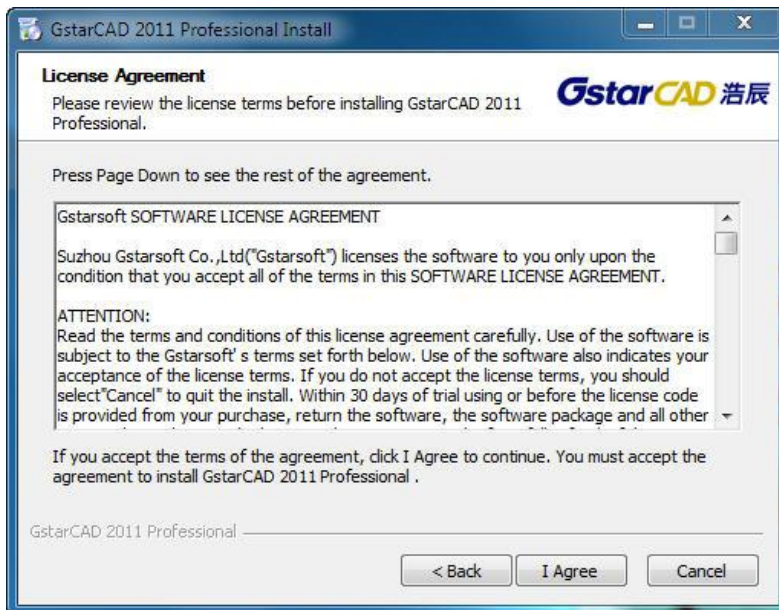 GstarCAD 2011 Professional Install
License Agreement
Please review the license terms before installing GstarCAD 2011
Professional.
GstarCAD 浩辰
Press Page Down to see the rest of the agreement.
Gstarsoft SOFTWARE LICENSE AGREEMENT
Suzhou Gstarsoft Co.,Ltd("Gstarsoft") licenses the software to you only upon the
condition that you accept all of the terms in this SOFTWARE LICENSE AGREEMENT.
ATTENTION:
Read the terms and conditions of this license agreement carefully. Use of the software is
subject to the Gstarsoft' s terms set forth below. Use of the software also indicates your
acceptance of the license terms. If you do not accept the license terms, you should
select"Cancel" to quit the install. Within 30 days of trial using or before the license code
is provided from your purchase, return the software, the software package and all other
If you accept the terms of the agreement, click I Agree to continue. You must accept the
agreement to install GstarCAD 2011 Professional .
GstarCAD 2011 Professional
< Back
I Agree
Cancel